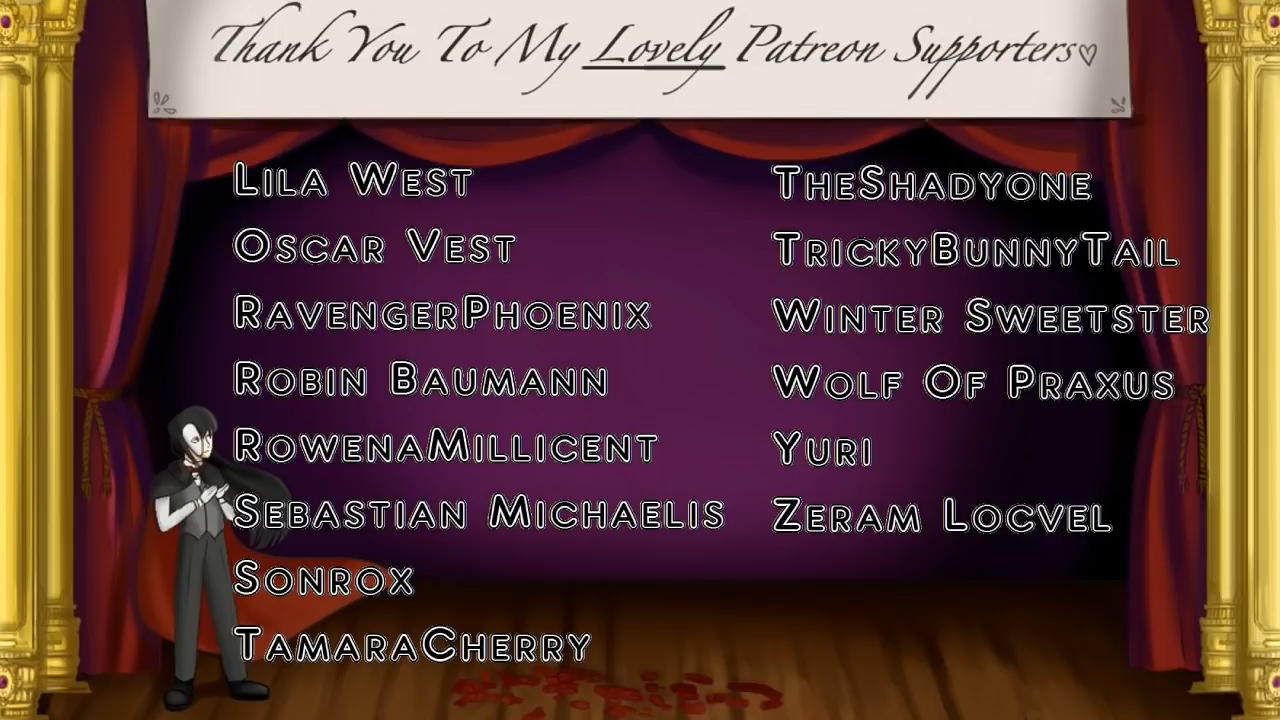 Thank You To My Lovely Patreon Supporters♡
Lila West
Oscar Vest
RavengerPhoenix
Robin Baumann
RowenaMillicent
Sebastian Michaelis
Sonrox
TamaraCherry
TheShadyone
TrickyBunnyTail
Winter Sweetster
Wolf Of Praxus
Yuri
Zeram Locvel